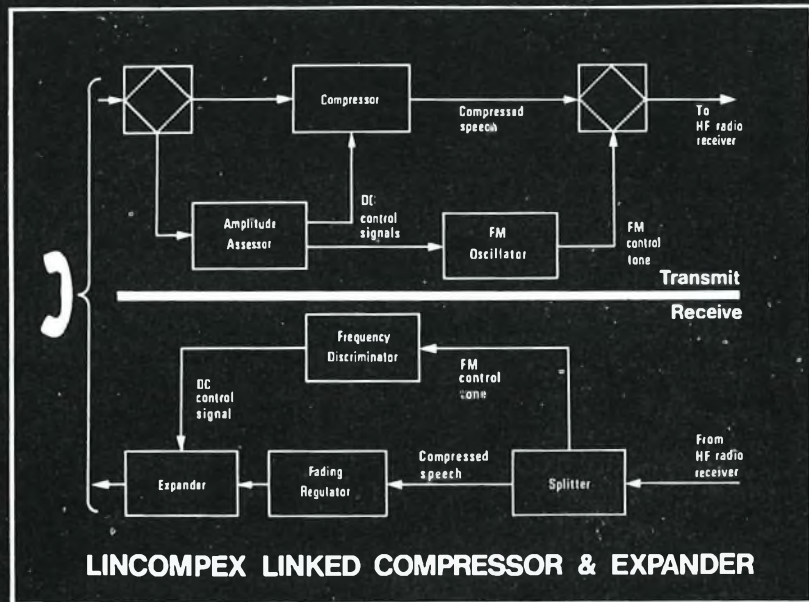 Compressor
Compressed
speech
To
HF radio
receiver
Amplitude
Assessor
DC
control
signals
FM
Oscillator
FM
control
tone
Transmit
Receive
Frequency
Discriminator
DC
control
signal
FM
control
tone
From
HF radio
receiver
Expander
Fading
Regulator
Compressed
speech
Splitter
LINCOMPEX LINKED COMPRESSOR & EXPANDER